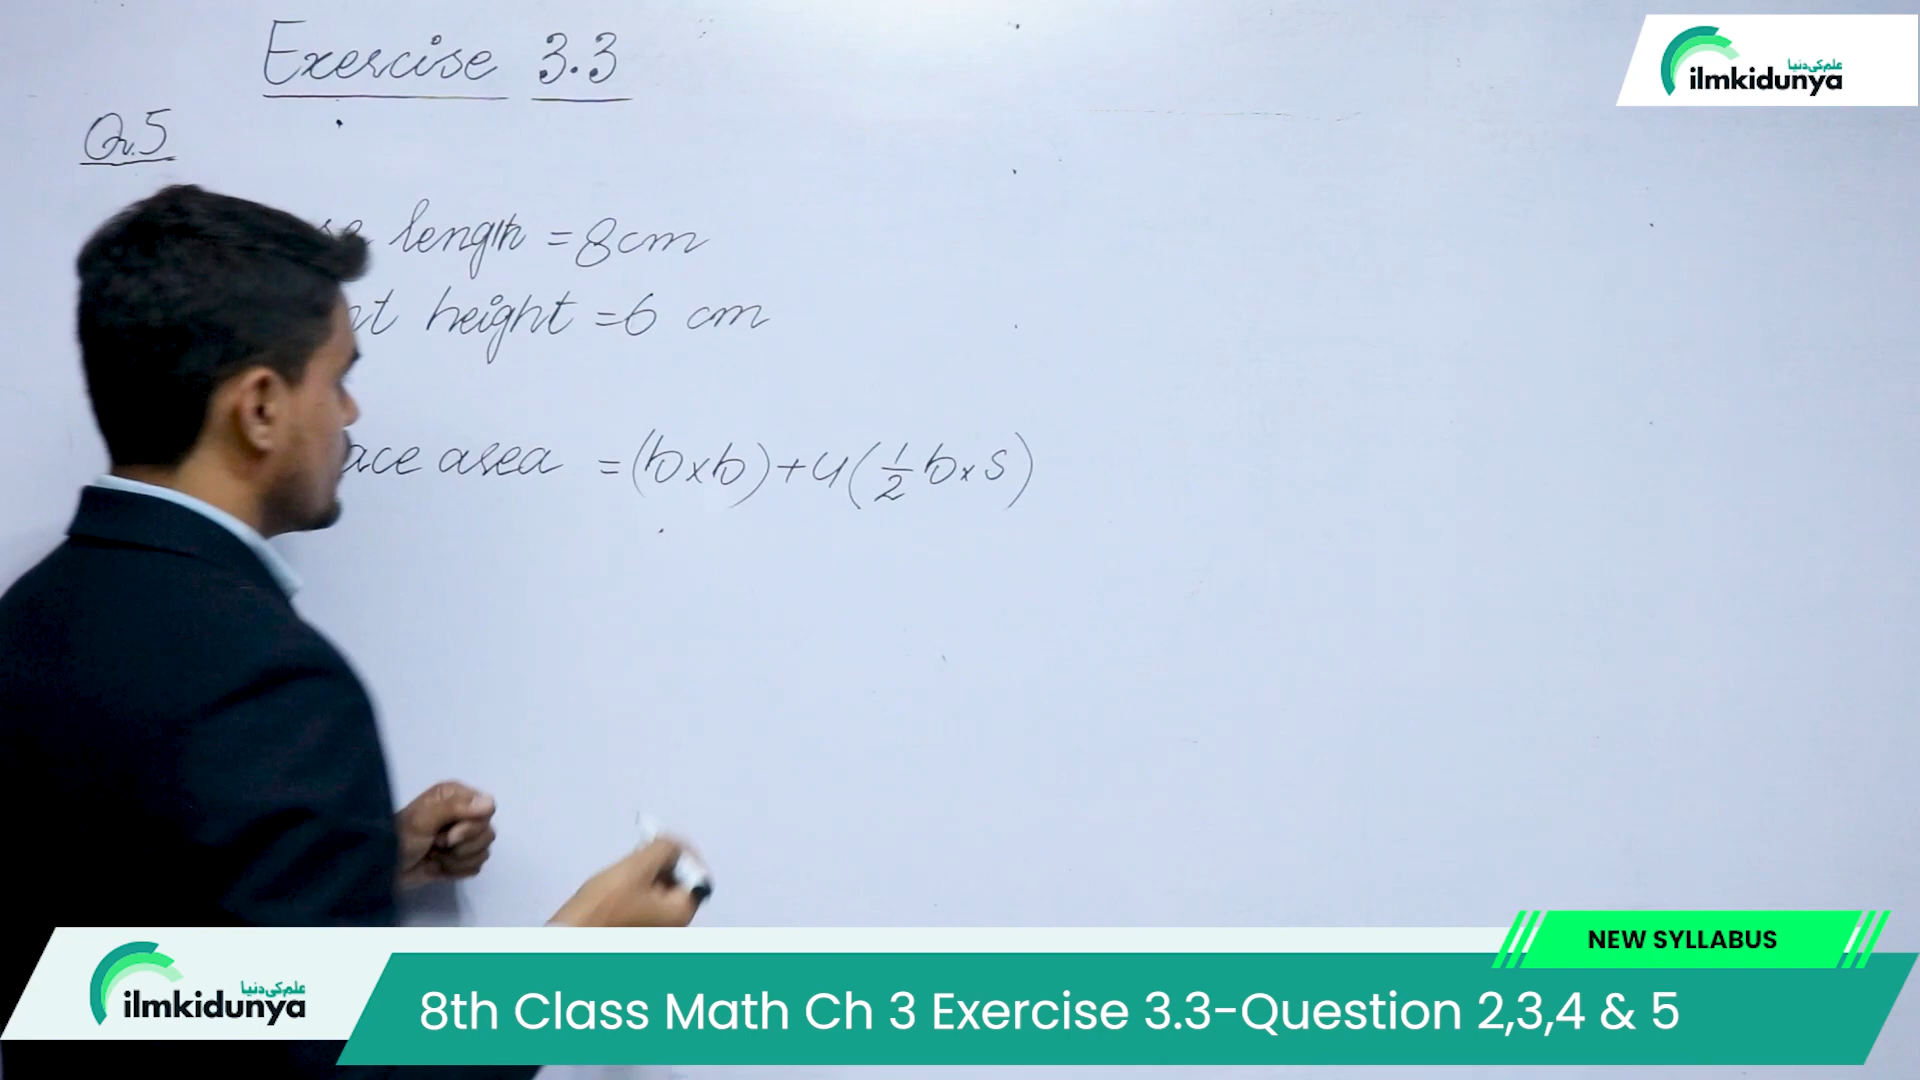 Exercise 3.3
علم کی دنیا
ilmkidunya
Q.5
length = 8cm
height = 6 cm
area = (b×b)+4(1/2 b×s)
NEW SYLLABUS
علم کی دنیا
ilmkidunya
8th Class Math Ch 3 Exercise 3.3-Question 2,3,4 & 5